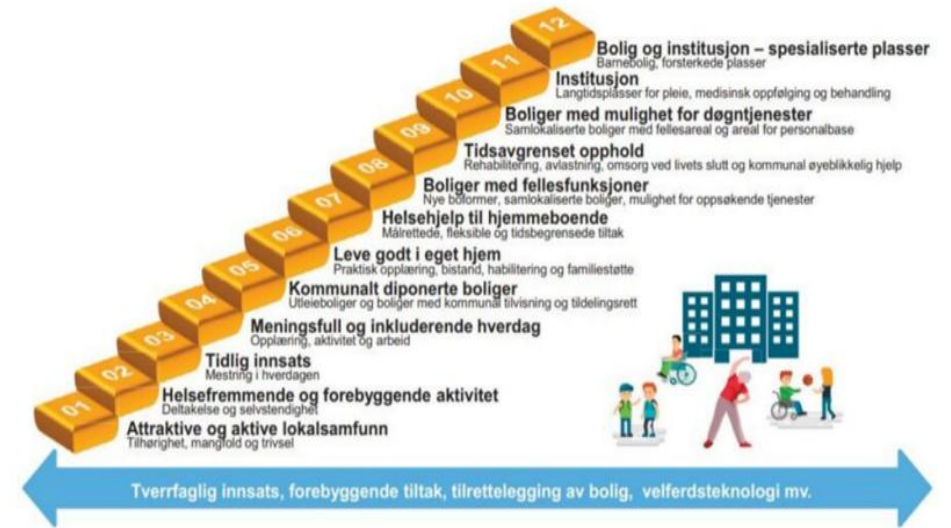 12
Bolig og institusjon – spesialiserte plasser
Barnebolig, forsterkede plasser
11
Institusjon
Langtidsplasser for pleie, medisinsk oppfølging og behandling
10
Boliger med mulighet for døgntjenester
Samlokaliserte boliger med fellesareal og areal for personalbase
09
Tidsavgrenset opphold
Rehabilitering, avlastning, omsorg ved livets slutt og kommunal øyeblikkelig hjelp
08
Boliger med fellesfunksjoner
Nye boformer, samlokaliserte boliger, mulighet for oppsøkende tjenester
07
Helsehjelp til hjemmeboende
Målrettede, fleksible og tidsbegrensede tiltak
06
Leve godt i eget hjem
Praktisk opplæring, bistand, habilitering og familiestøtte
05
Kommunalt diponerte boliger
Utleieboliger og boliger med kommunal tilvisning og tildelingsrett
04
Meningsfull og inkluderende hverdag
Opplæring, aktivitet og arbeid
03
Tidlig innsats
Mestring i hverdagen
02
Helsefremmende og forebyggende aktivitet
Deltakelse og selvstendighet
01
Attraktive og aktive lokalsamfunn
Tilhørighet, mangfold og trivsel
Tverrfaglig innsats, forebyggende tiltak, tilrettelegging av bolig, velferdsteknologi mv.